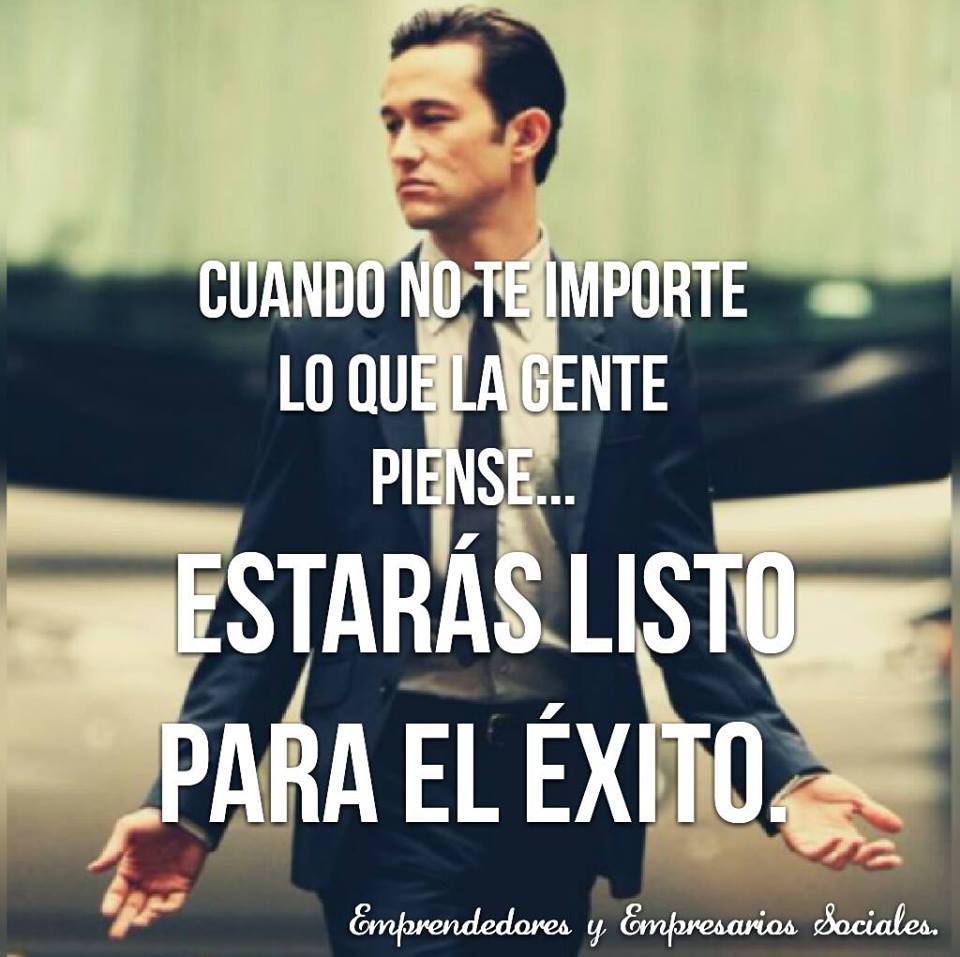 CUANDO NO TE IMPORTE
LO QUE LA GENTE
PIENSE...
ESTARÁS LISTO
PARA EL ÉXITO.
Emprendedores y Empresarios Sociales.